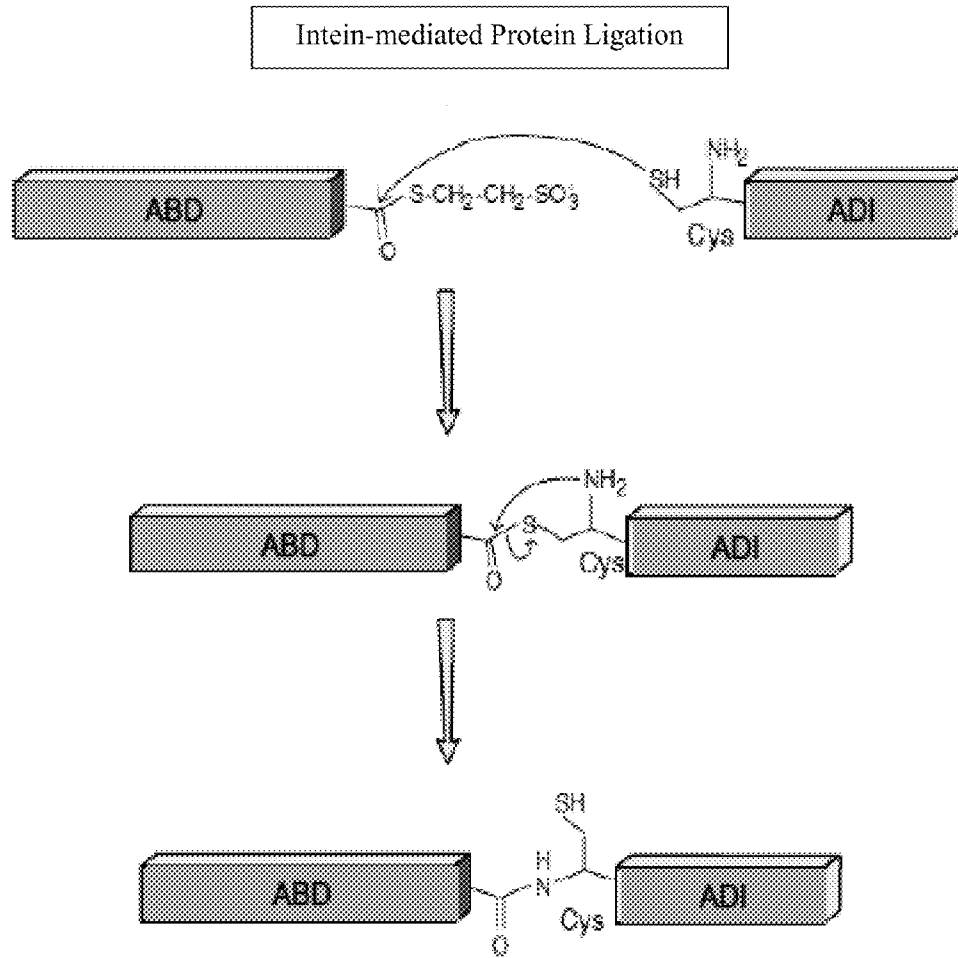 Intein-mediated Protein Ligation
NH₂
ABD S-CH₂-CH₂-SO₃⁻ SH ADI
O Cys
NH₂
ABD S ADI
O Cys
SH
H
ABD N ADI
O Cys